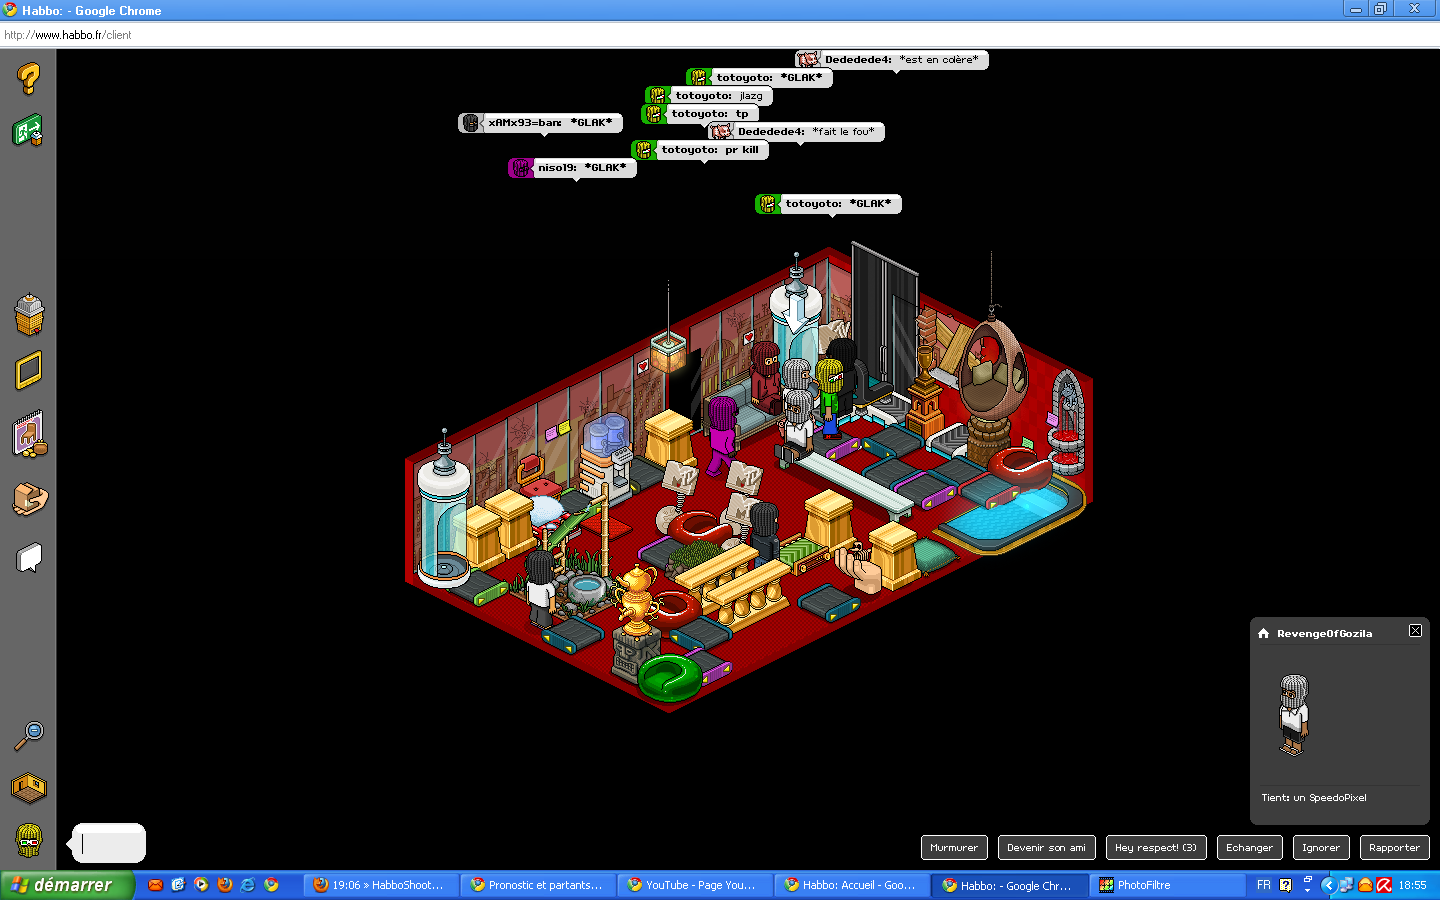 Habbo: - Google Chrome
http://www.habbo.fr/client
Dededede4: *est en colère*
totoyoto: *GLAK*
totoyoto: jlazg
totoyoto: tp
xAMx93=ban: *GLAK*
Dededede4: *fait le fou*
totoyoto: pr kill
niso19: *GLAK*
totoyoto: *GLAK*
RevengeOfGozila
Tient: un SpeedoPixel
Murmurer
Devenir son ami
Hey respect! (3)
Echanger
Ignorer
Rapporter
démarrer
19:06 » HabboShoot...
Pronostic et partants...
YouTube - Page You...
Habbo: Accueil - Goo...
Habbo: - Google Chr...
PhotoFiltre
FR
18:55